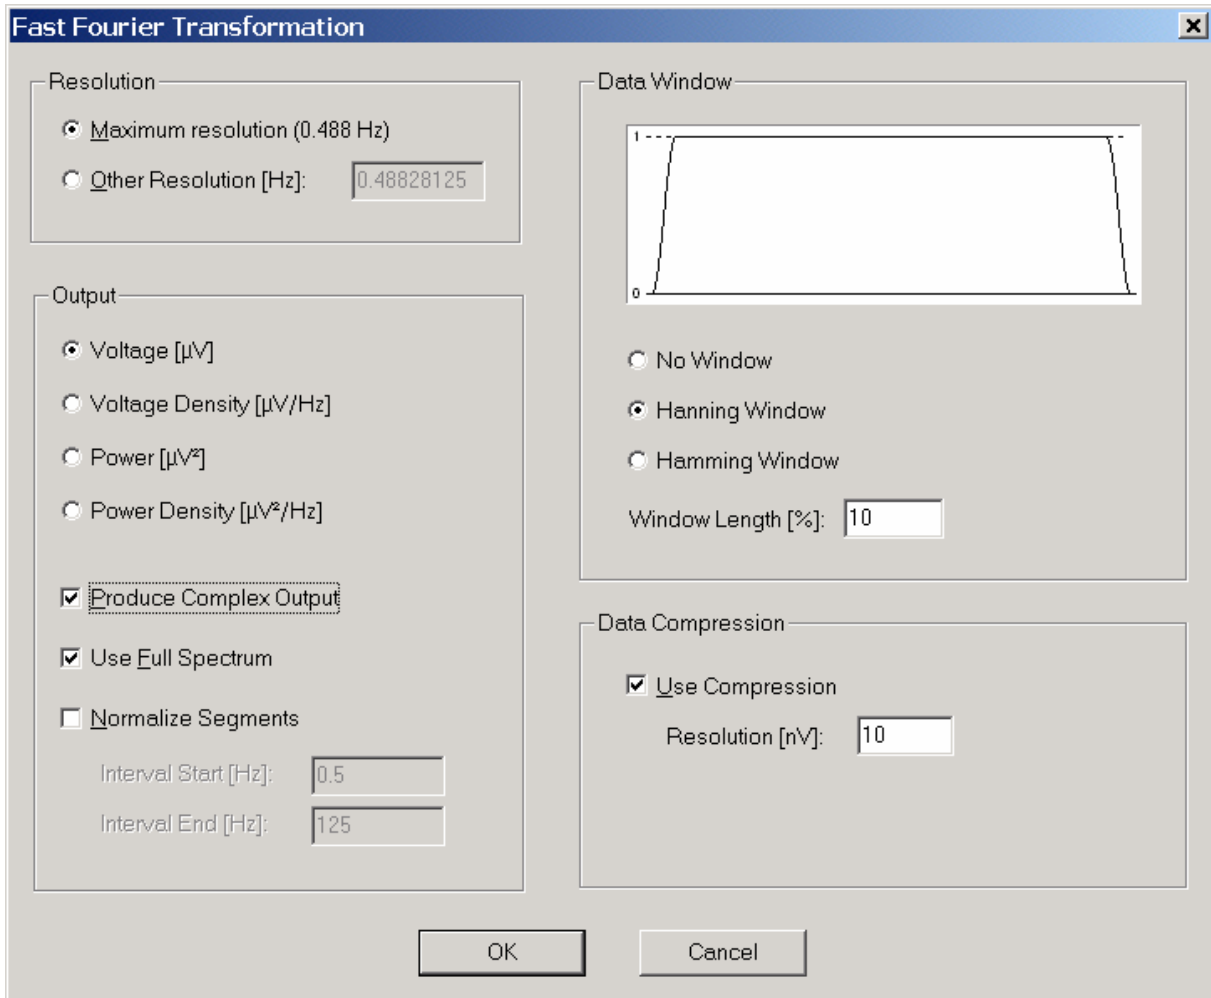 Fast Fourier Transformation
Resolution
Maximum resolution (0.488 Hz)
Other Resolution [Hz]: 0.48828125
Output
Voltage [µV]
Voltage Density [µV/Hz]
Power [µV²]
Power Density [µV²/Hz]
Produce Complex Output
Use Full Spectrum
Normalize Segments
Interval Start [Hz]: 0.5
Interval End [Hz]: 125
Data Window
1
0
No Window
Hanning Window
Hamming Window
Window Length [%]: 10
Data Compression
Use Compression
Resolution [nV]: 10
OK
Cancel